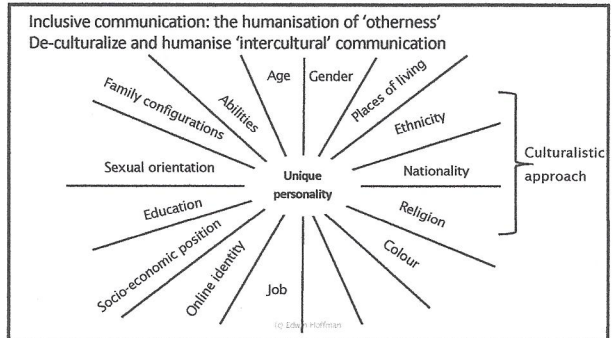 Inclusive communication: the humanisation of ‘otherness’
De-culturalize and humanise ‘intercultural’ communication
Age
Gender
Places of living
Ethnicity
Nationality
Religion
Colour
Culturalistic
approach
Unique
personality
Abilities
Family configurations
Sexual orientation
Education
Socio-economic position
Online identity
Job
(c) Edwin Hoffman